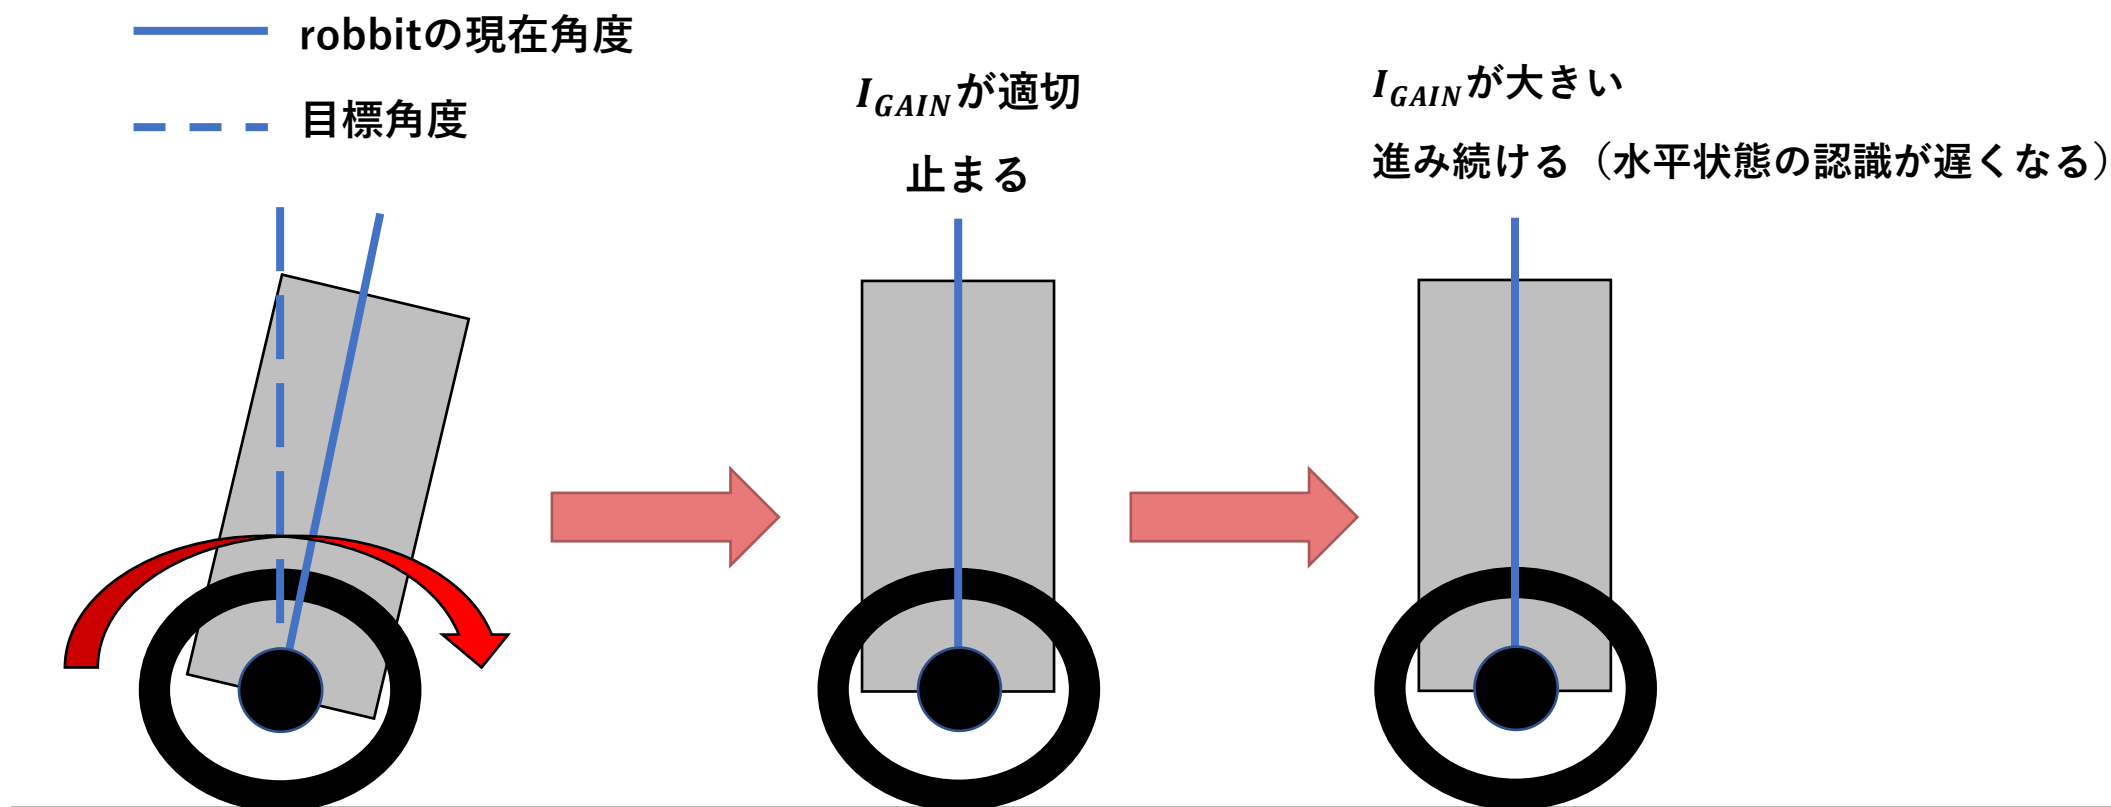 robbitの現在角度
目標角度
I_GAINが適切
止まる
I_GAINが大きい
進み続ける（水平状態の認識が遅くなる）